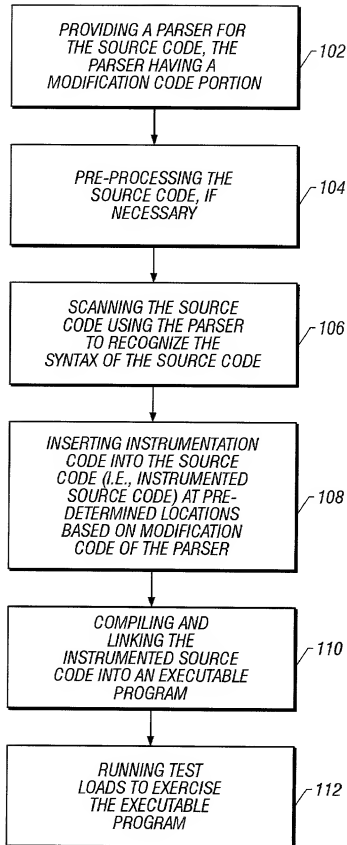 PROVIDING A PARSER FOR
THE SOURCE CODE, THE
PARSER HAVING A
MODIFICATION CODE PORTION
102
PRE-PROCESSING THE
SOURCE CODE, IF
NECESSARY
104
SCANNING THE SOURCE
CODE USING THE PARSER
TO RECOGNIZE THE
SYNTAX OF THE SOURCE CODE
106
INSERTING INSTRUMENTATION
CODE INTO THE SOURCE
CODE (I.E., INSTRUMENTED
SOURCE CODE) AT PRE-
DETERMINED LOCATIONS
BASED ON MODIFICATION
CODE OF THE PARSER
108
COMPILING AND
LINKING THE
INSTRUMENTED SOURCE
CODE INTO AN EXECUTABLE
PROGRAM
110
RUNNING TEST
LOADS TO EXERCISE
THE EXECUTABLE
PROGRAM
112